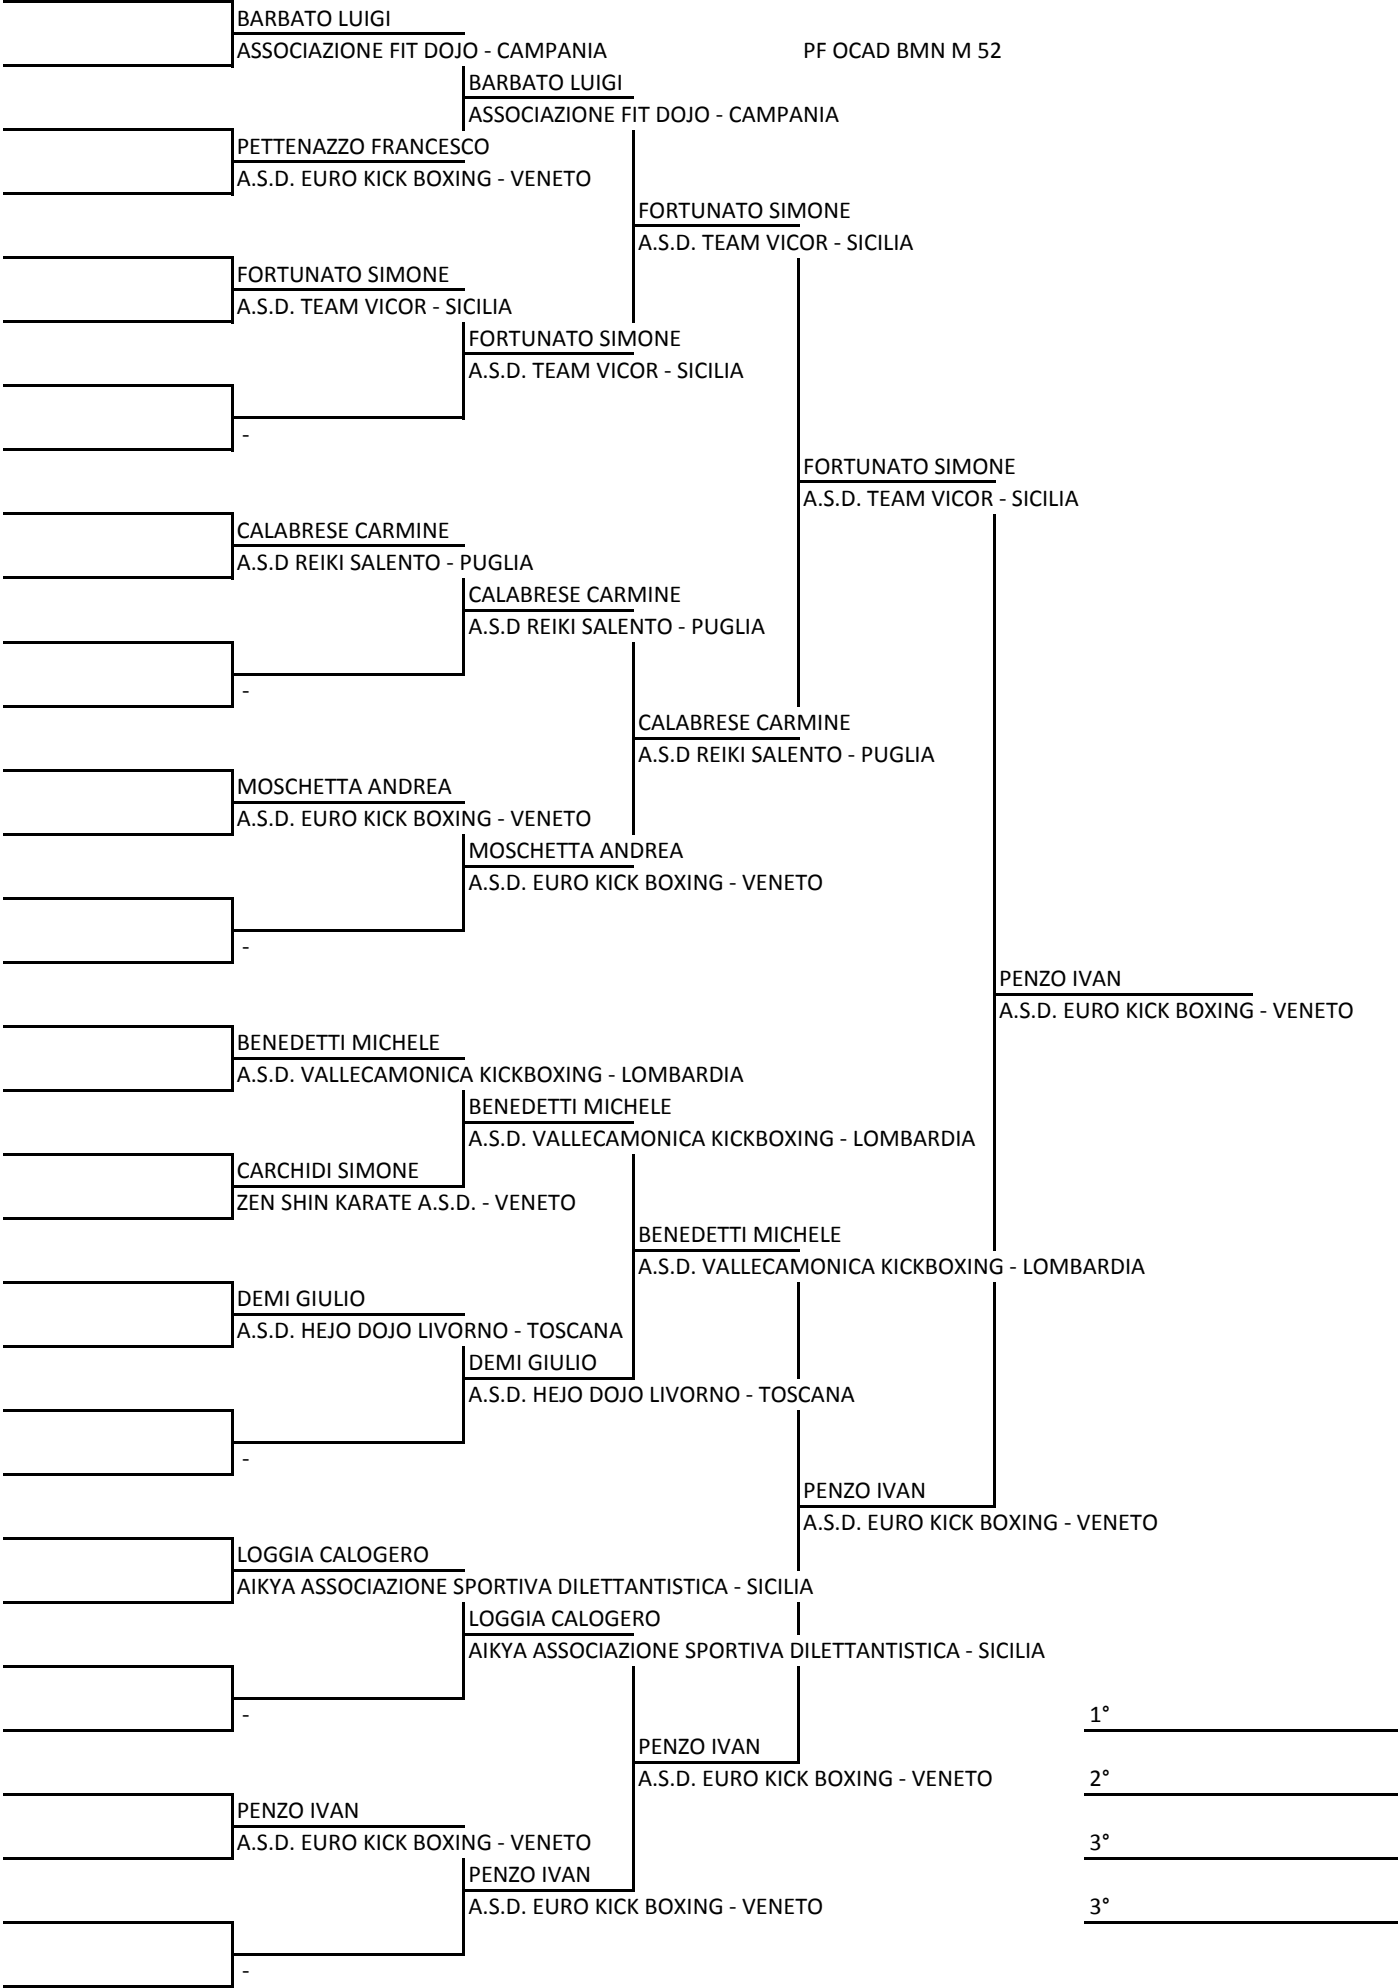 BARBATO LUIGI
ASSOCIAZIONE FIT DOJO - CAMPANIA
PF OCAD BMN M 52
BARBATO LUIGI
ASSOCIAZIONE FIT DOJO - CAMPANIA
PETTENAZZO FRANCESCO
A.S.D. EURO KICK BOXING - VENETO
FORTUNATO SIMONE
A.S.D. TEAM VICOR - SICILIA
FORTUNATO SIMONE
A.S.D. TEAM VICOR - SICILIA
FORTUNATO SIMONE
A.S.D. TEAM VICOR - SICILIA
-
FORTUNATO SIMONE
A.S.D. TEAM VICOR - SICILIA
CALABRESE CARMINE
A.S.D REIKI SALENTO - PUGLIA
CALABRESE CARMINE
A.S.D REIKI SALENTO - PUGLIA
-
CALABRESE CARMINE
A.S.D REIKI SALENTO - PUGLIA
MOSCHETTA ANDREA
A.S.D. EURO KICK BOXING - VENETO
MOSCHETTA ANDREA
A.S.D. EURO KICK BOXING - VENETO
-
PENZO IVAN
A.S.D. EURO KICK BOXING - VENETO
BENEDETTI MICHELE
A.S.D. VALLECAMONICA KICKBOXING - LOMBARDIA
BENEDETTI MICHELE
A.S.D. VALLECAMONICA KICKBOXING - LOMBARDIA
CARCHIDI SIMONE
ZEN SHIN KARATE A.S.D. - VENETO
BENEDETTI MICHELE
A.S.D. VALLECAMONICA KICKBOXING - LOMBARDIA
DEMI GIULIO
A.S.D. HEJO DOJO LIVORNO - TOSCANA
DEMI GIULIO
A.S.D. HEJO DOJO LIVORNO - TOSCANA
-
PENZO IVAN
A.S.D. EURO KICK BOXING - VENETO
LOGGIA CALOGERO
AIKYA ASSOCIAZIONE SPORTIVA DILETTANTISTICA - SICILIA
LOGGIA CALOGERO
AIKYA ASSOCIAZIONE SPORTIVA DILETTANTISTICA - SICILIA
-
1°
PENZO IVAN
A.S.D. EURO KICK BOXING - VENETO
2°
PENZO IVAN
A.S.D. EURO KICK BOXING - VENETO
3°
PENZO IVAN
A.S.D. EURO KICK BOXING - VENETO
3°
-